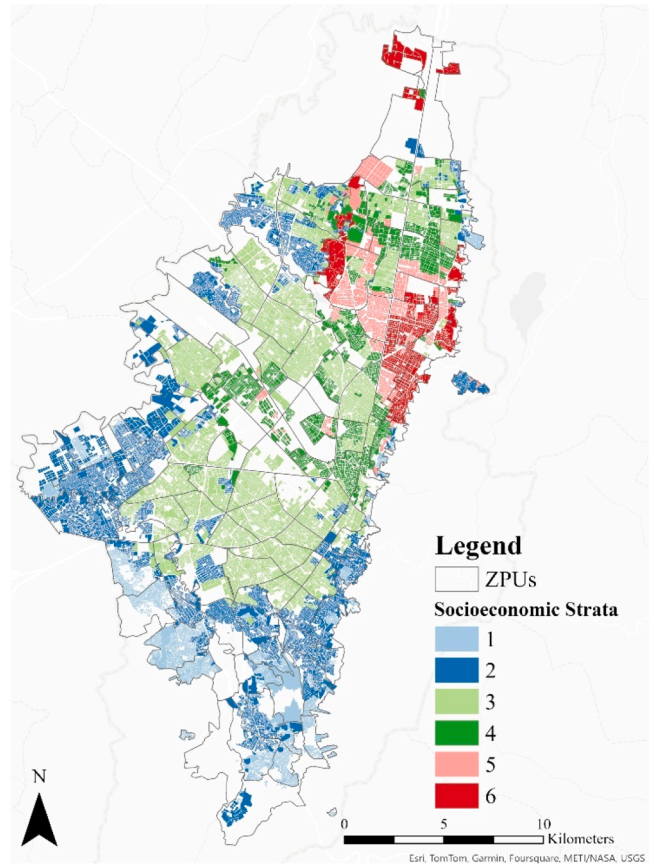 Legend
ZPUs
Socioeconomic Strata
1
2
3
4
5
6
N
0 5 10
Kilometers
Esri, TomTom, Garmin, Foursquare, METI/NASA, USGS